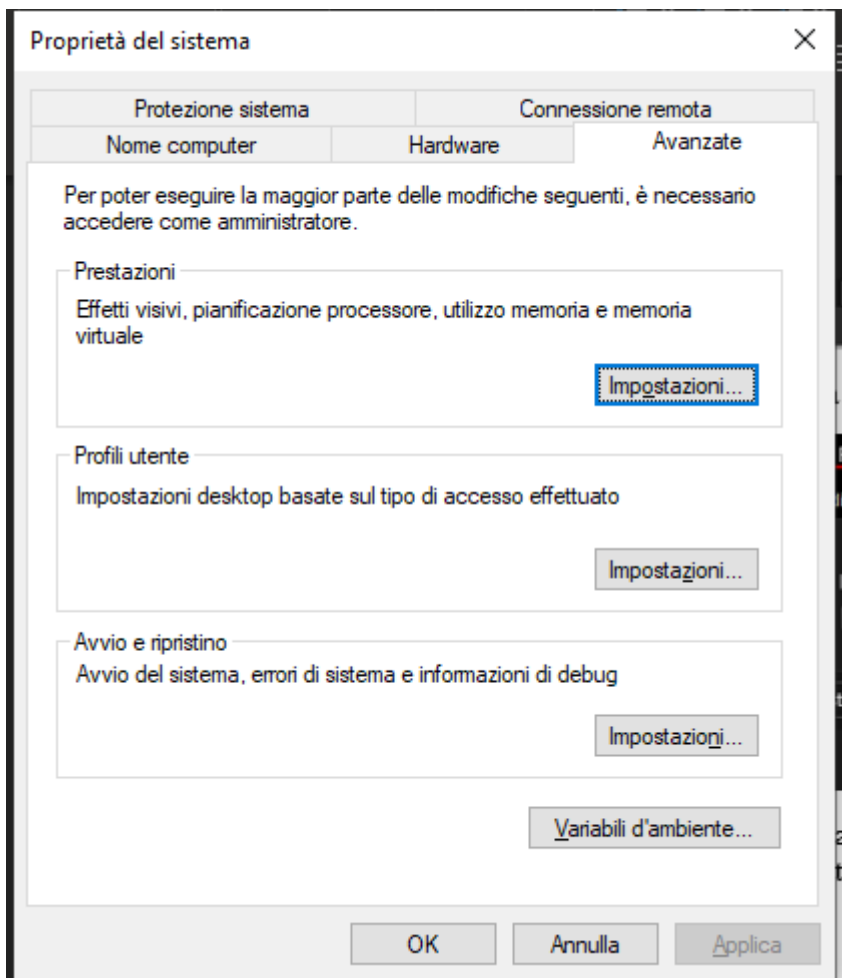 Proprietà del sistema
Protezione sistema
Connessione remota
Nome computer
Hardware
Avanzate
Per poter eseguire la maggior parte delle modifiche seguenti, è necessario
accedere come amministratore.
Prestazioni
Effetti visivi, pianificazione processore, utilizzo memoria e memoria
virtuale
Impostazioni...
Profili utente
Impostazioni desktop basate sul tipo di accesso effettuato
Impostazioni...
Avvio e ripristino
Avvio del sistema, errori di sistema e informazioni di debug
Impostazioni...
Variabili d'ambiente...
OK
Annulla
Applica